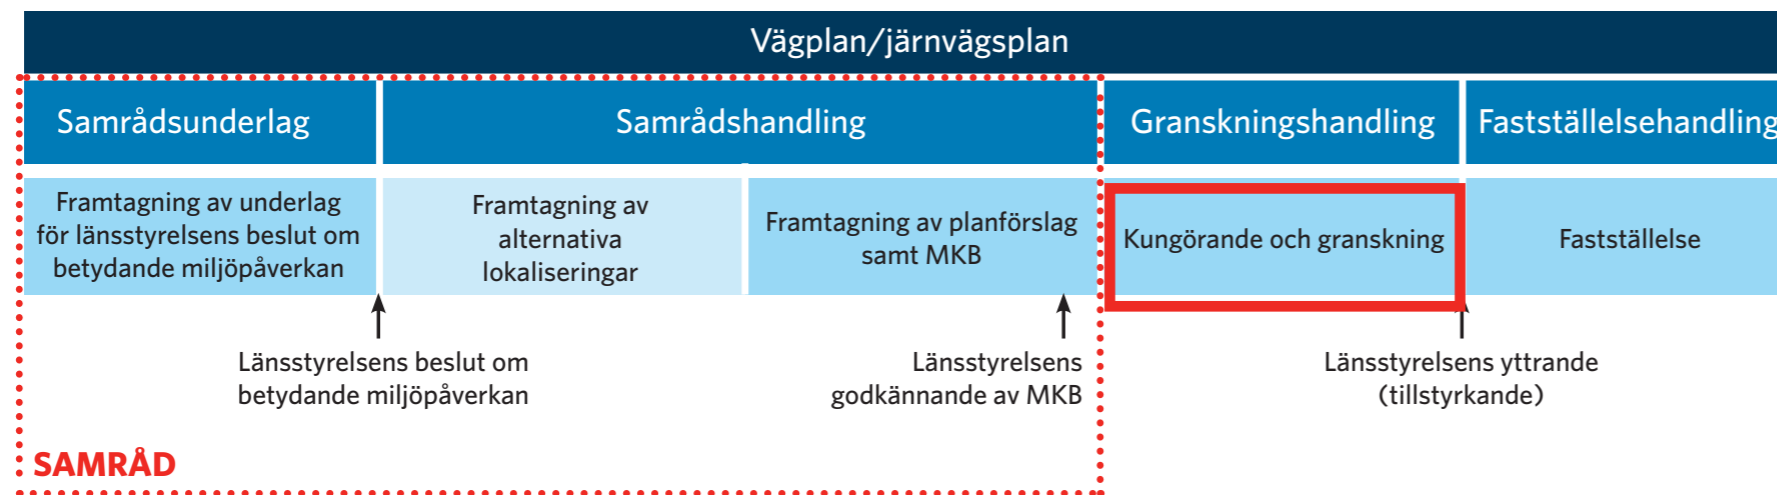 Vägplan/järnvägsplan
Samrådsunderlag
Samrådshandling
Granskningshandling
Fastställelsehandling
Framtagning av underlag
för länsstyrelsens beslut om
betydande miljöpåverkan
Framtagning av
alternativa
lokaliseringar
Framtagning av planförslag
samt MKB
Kungörande och granskning
Fastställelse
Länsstyrelsens beslut om
betydande miljöpåverkan
Länsstyrelsens
godkännande av MKB
Länsstyrelsens yttrande
(tillstyrkande)
SAMRÅD